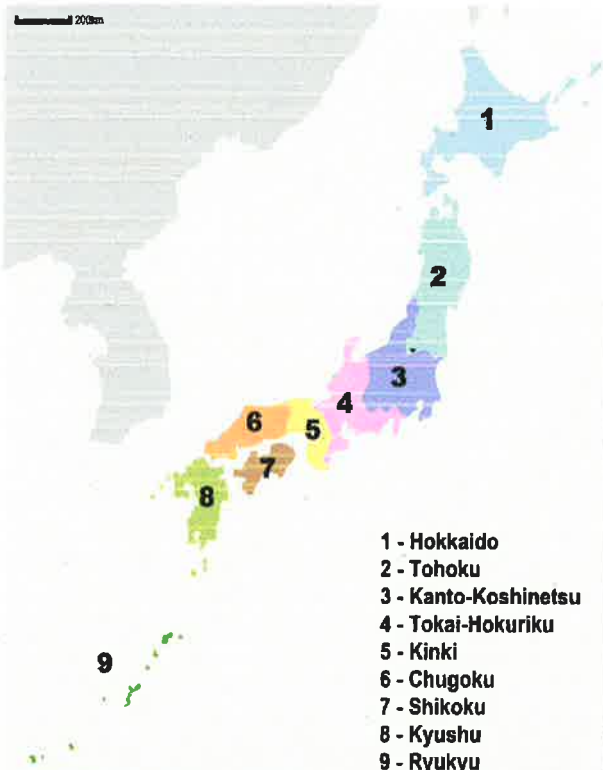 200km
1
2
3
4
5
6
7
8
9
1 - Hokkaido
2 - Tohoku
3 - Kanto-Koshinetsu
4 - Tokai-Hokuriku
5 - Kinki
6 - Chugoku
7 - Shikoku
8 - Kyushu
9 - Ryukyu